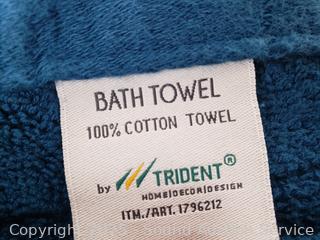 BATH TOWEL
100% COTTON TOWEL
by TRIDENT®
HOME|DECOR|DESIGN
ITM./ART. 1796212